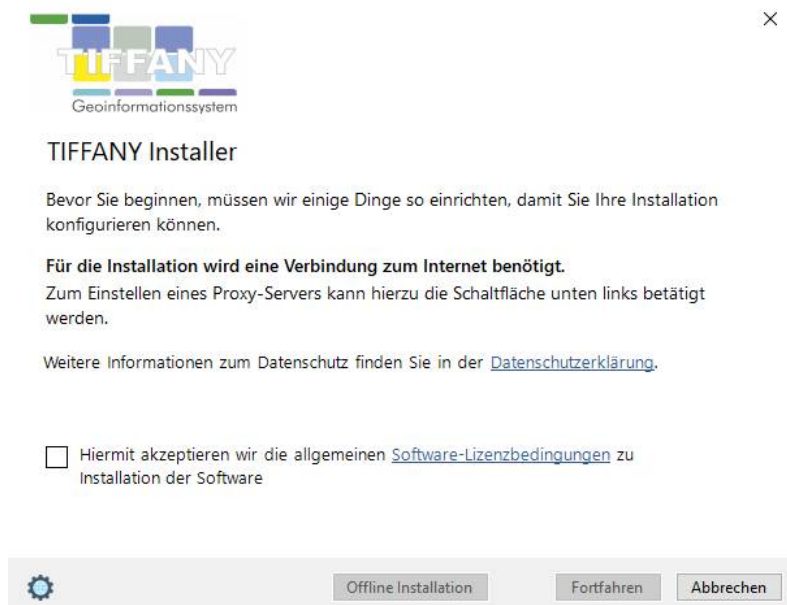 TIFFANY
Geoinformationssystem
TIFFANY Installer
Bevor Sie beginnen, müssen wir einige Dinge so einrichten, damit Sie Ihre Installation
konfigurieren können.
Für die Installation wird eine Verbindung zum Internet benötigt.
Zum Einstellen eines Proxy-Servers kann hierzu die Schaltfläche unten links betätigt
werden.
Weitere Informationen zum Datenschutz finden Sie in der Datenschutzerklärung.
Hiermit akzeptieren wir die allgemeinen Software-Lizenzbedingungen zu
Installation der Software
Offline Installation Fortfahren Abbrechen